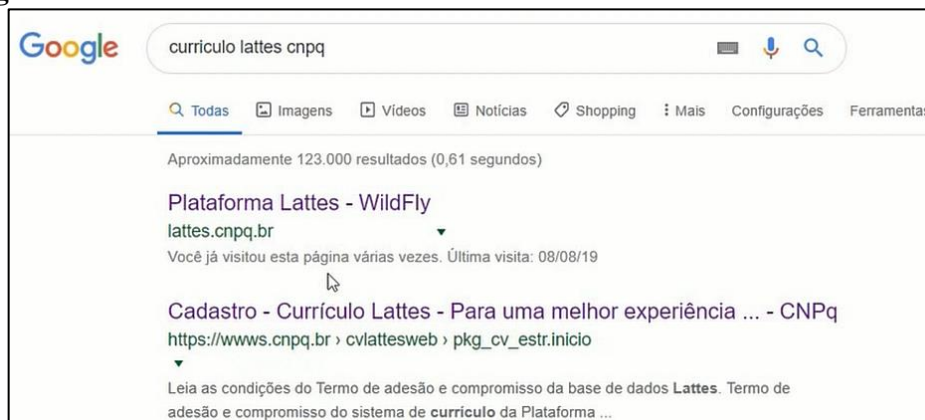 Google
curriculo lattes cnpq
Todas Imagens Vídeos Notícias Shopping Mais Configurações Ferramentas
Aproximadamente 123.000 resultados (0,61 segundos)
Plataforma Lattes - WildFly
lattes.cnpq.br
Você já visitou esta página várias vezes. Última visita: 08/08/19
Cadastro - Currículo Lattes - Para uma melhor experiência ... - CNPq
https://wwws.cnpq.br › cvlattesweb › pkg_cv_estr.inicio
Leia as condições do Termo de adesão e compromisso da base de dados Lattes. Termo de
adesão e compromisso do sistema de currículo da Plataforma ...